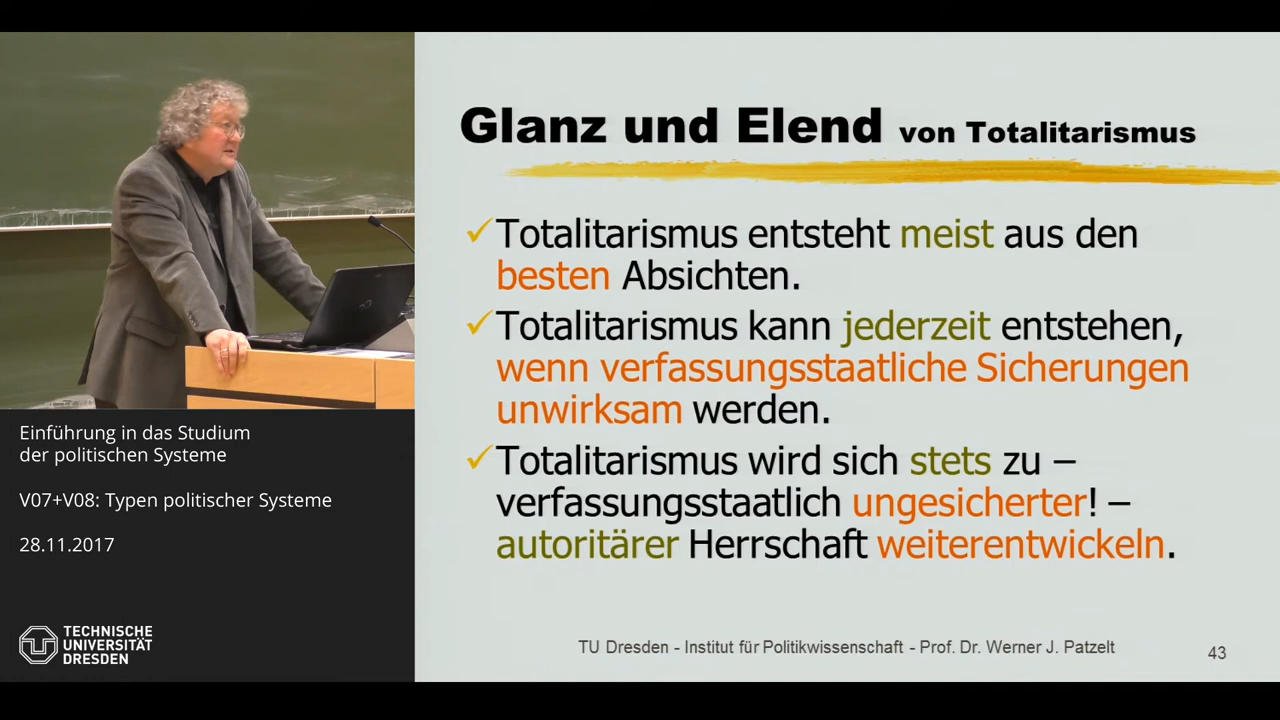 Glanz und Elend von Totalitarismus
✓Totalitarismus entsteht meist aus den
besten Absichten.
✓Totalitarismus kann jederzeit entstehen,
wenn verfassungsstaatliche Sicherungen
unwirksam werden.
✓Totalitarismus wird sich stets zu –
verfassungsstaatlich ungesicherter! –
autoritärer Herrschaft weiterentwickeln.
TU Dresden - Institut für Politikwissenschaft - Prof. Dr. Werner J. Patzelt
43
Einführung in das Studium
der politischen Systeme
V07+V08: Typen politischer Systeme
28.11.2017
TECHNISCHE
UNIVERSITÄT
DRESDEN